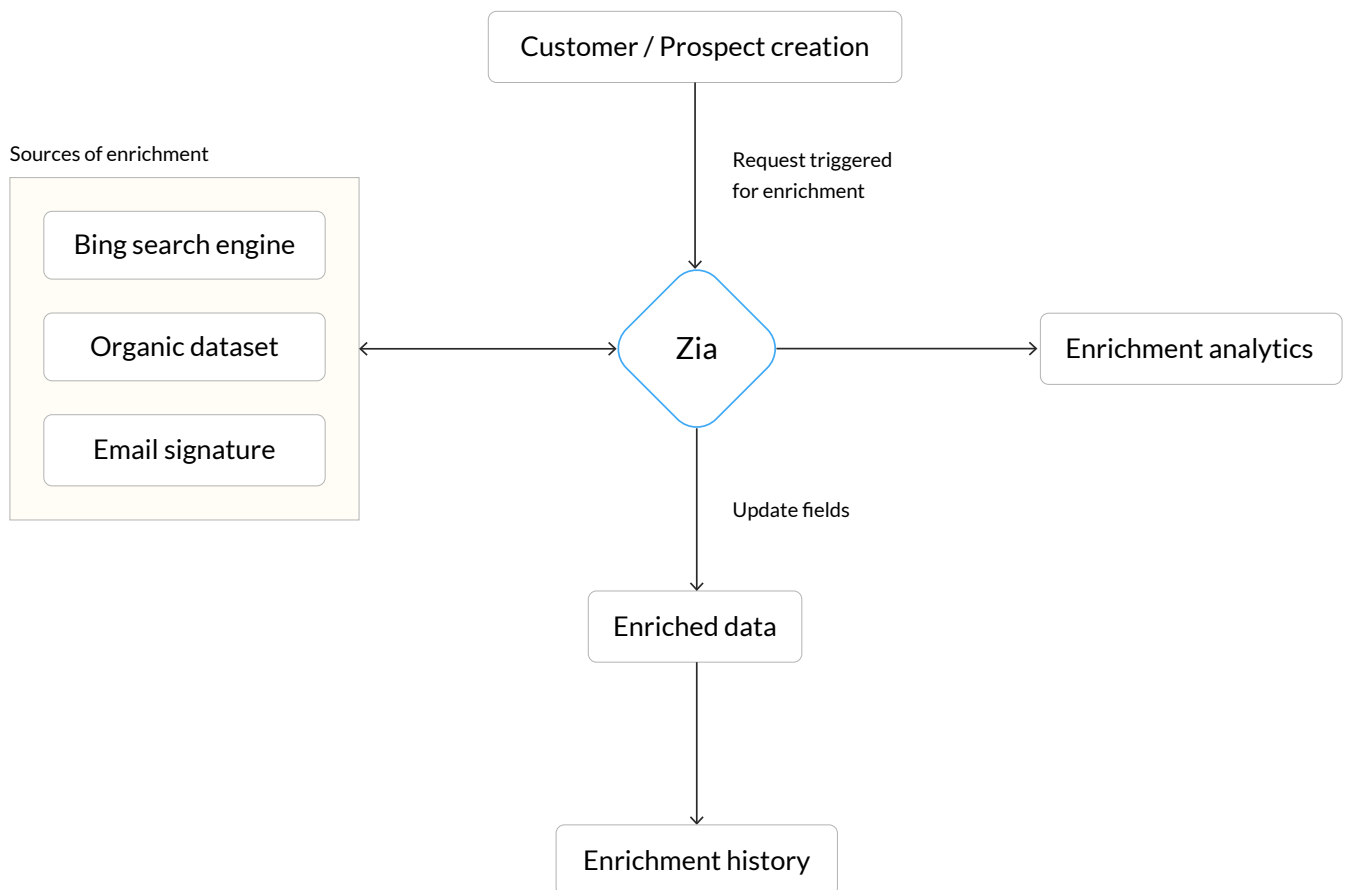 Customer / Prospect creation
Sources of enrichment
Request triggered
for enrichment
Bing search engine
Organic dataset
Email signature
Zia
Enrichment analytics
Update fields
Enriched data
Enrichment history